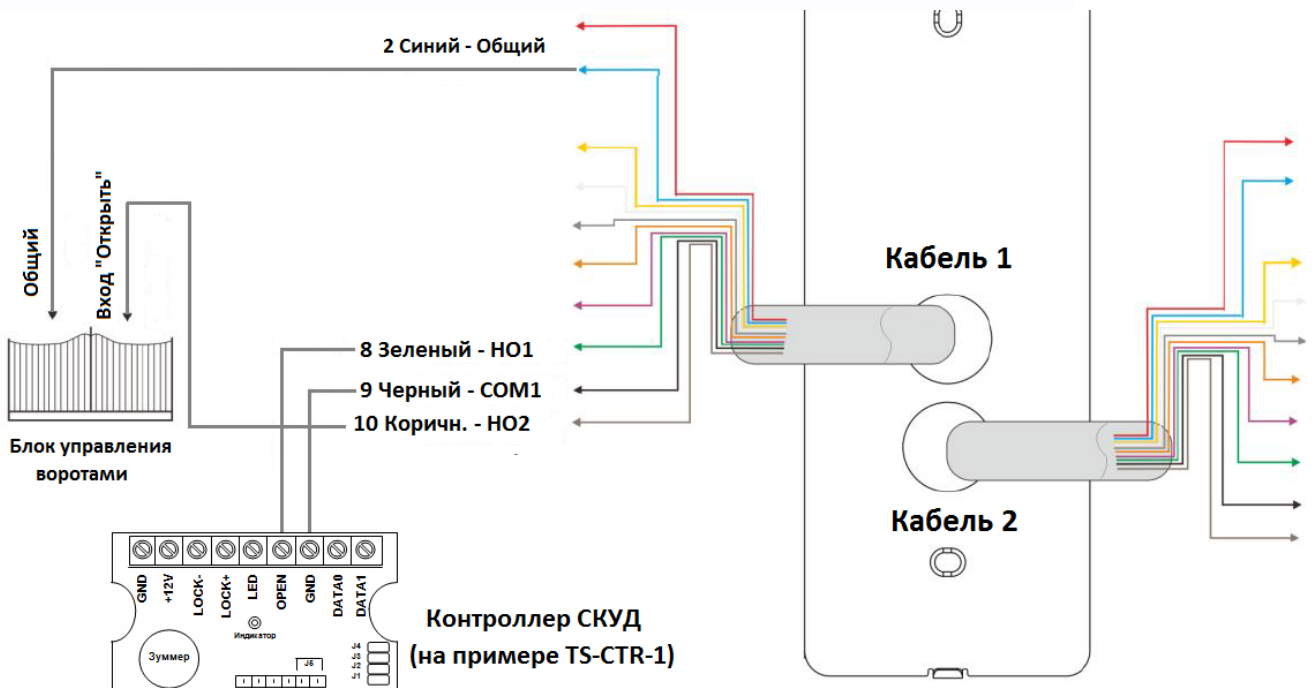 2 Синий - Общий
Общий
Вход "Открыть"
Кабель 1
8 Зеленый - НО1
9 Черный - COM1
10 Коричн. - НО2
Блок управления
воротами
Кабель 2
GND
+12V
LOCK-
LOCK+
LED
OPEN
GND
DATA0
DATA1
Индикатор
Зуммер
J5
J4
J3
J2
J1
Контроллер СКУД
(на примере TS-CTR-1)